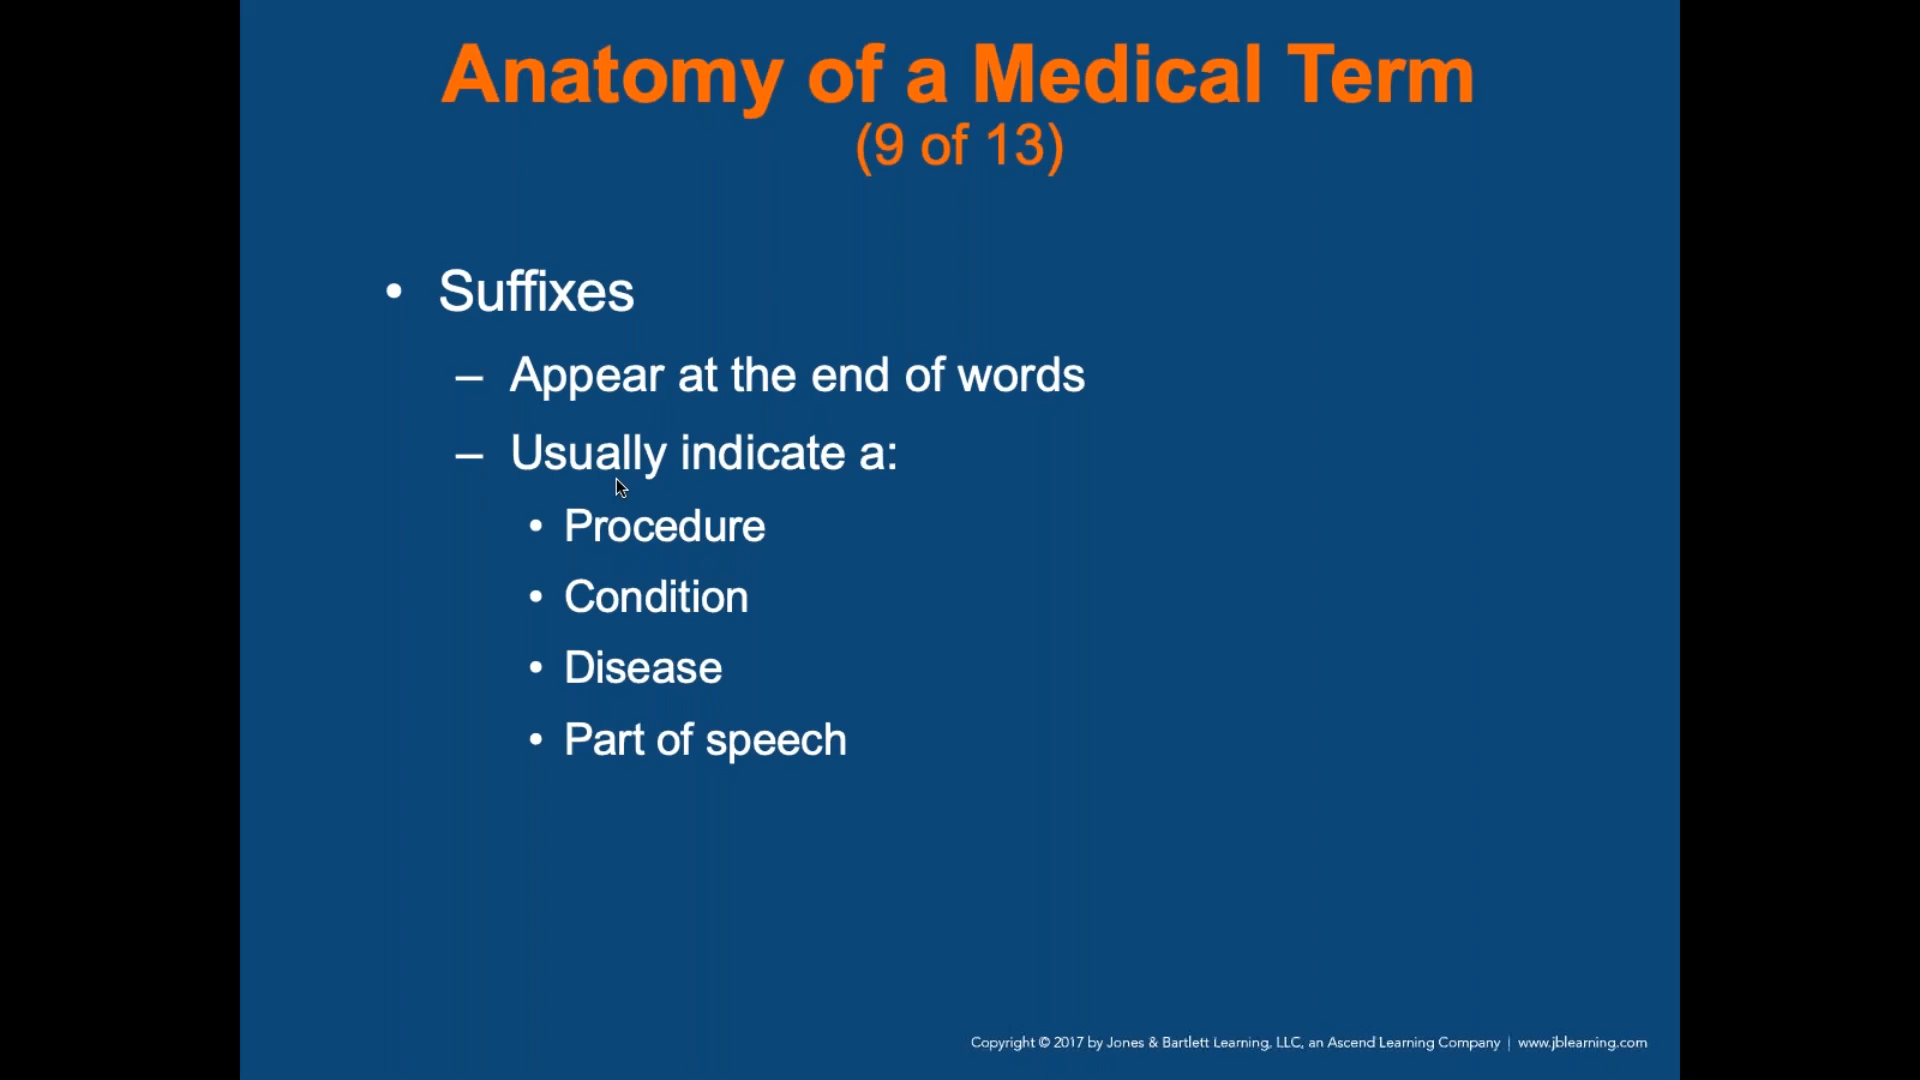 Anatomy of a Medical Term
(9 of 13)
• Suffixes
– Appear at the end of words
– Usually indicate a:
• Procedure
• Condition
• Disease
• Part of speech
Copyright © 2017 by Jones & Bartlett Learning, LLC, an Ascend Learning Company | www.jblearning.com